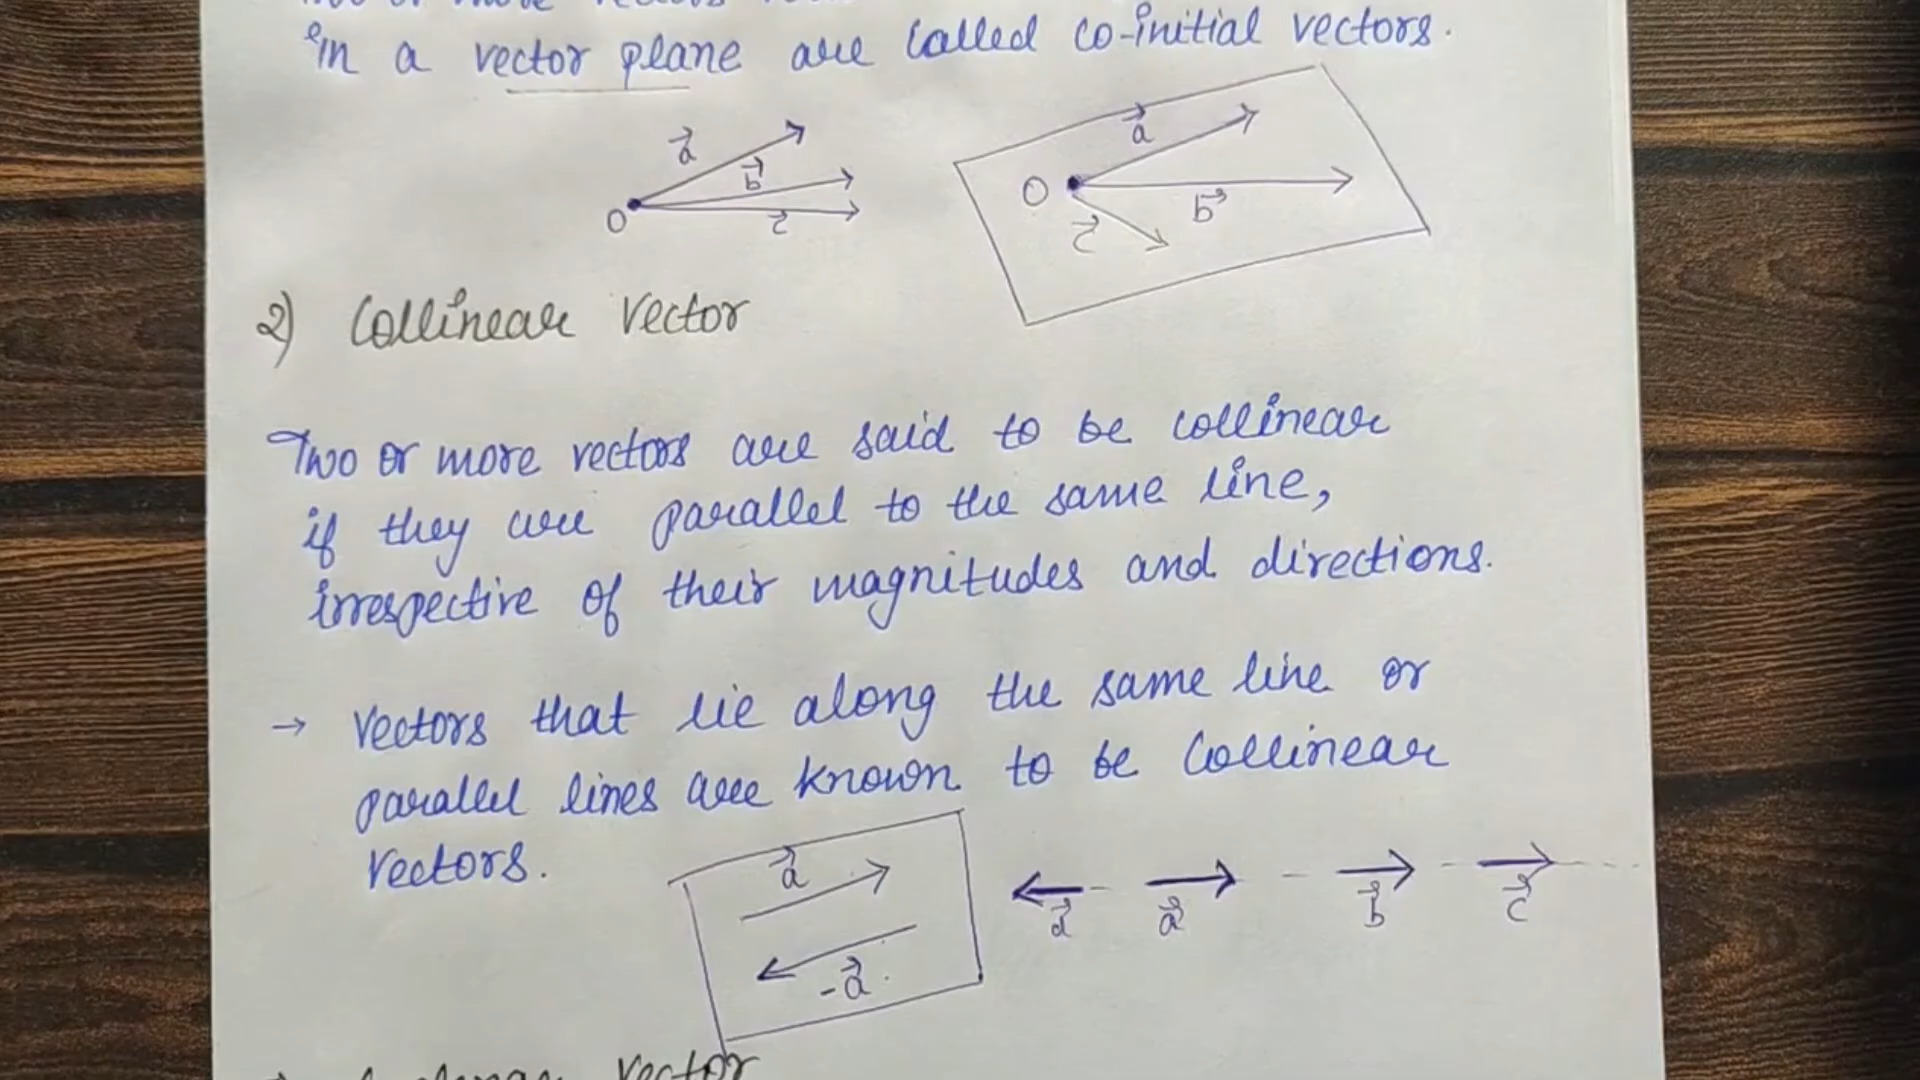 in a vector plane are called co-initial vectors.
a⃗
b⃗
c⃗
O
a⃗
O
b⃗
c⃗
2) Collinear Vector
Two or more vectors are said to be collinear
if they are parallel to the same line,
irrespective of their magnitudes and directions.
→ Vectors that lie along the same line or
parallel lines are known to be Collinear
Vectors.
a⃗
-a⃗
d⃗ a⃗ b⃗ c⃗
Vector